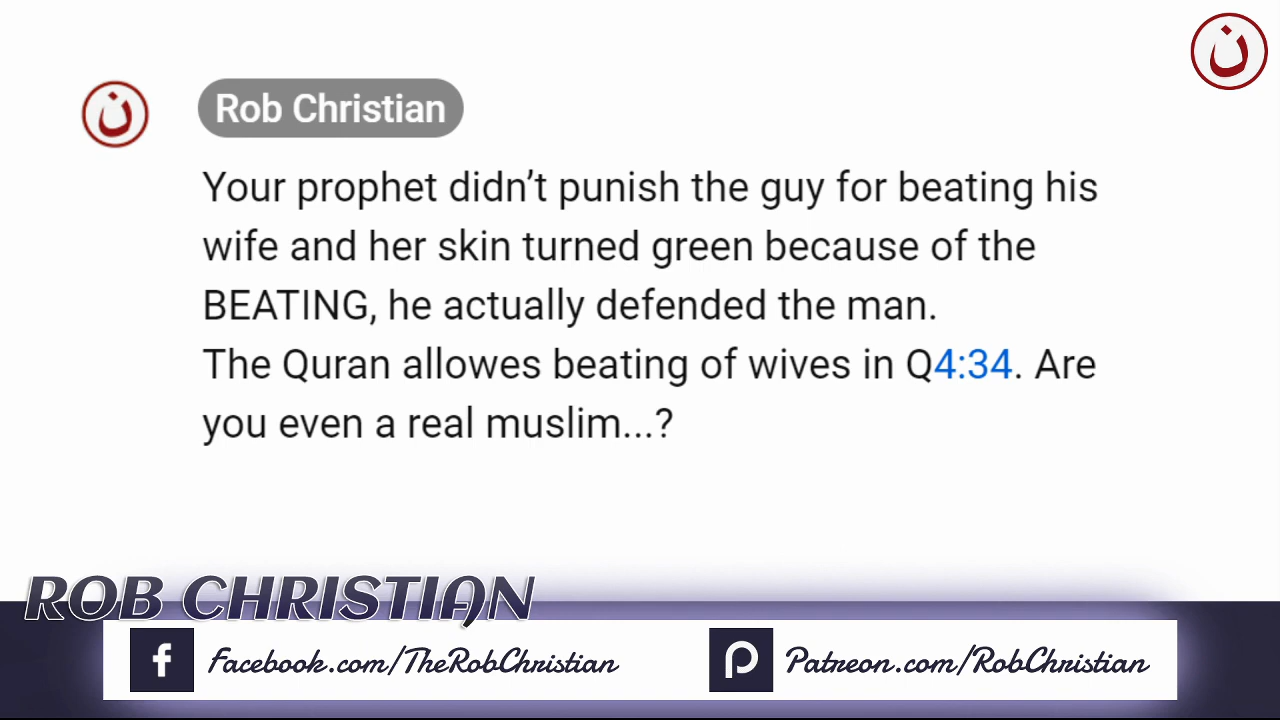 ن
ن
Rob Christian
Your prophet didn’t punish the guy for beating his
wife and her skin turned green because of the
BEATING, he actually defended the man.
The Quran allowes beating of wives in Q4:34. Are
you even a real muslim...?
ROB CHRISTIAN
Facebook.com/TheRobChristian
Patreon.com/RobChristian